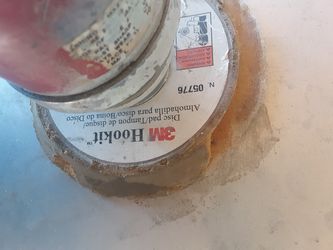 3M Hookit™
Disc pad/Tampon de disque/
Almohadilla para disco/Boina do Disco
N 05776